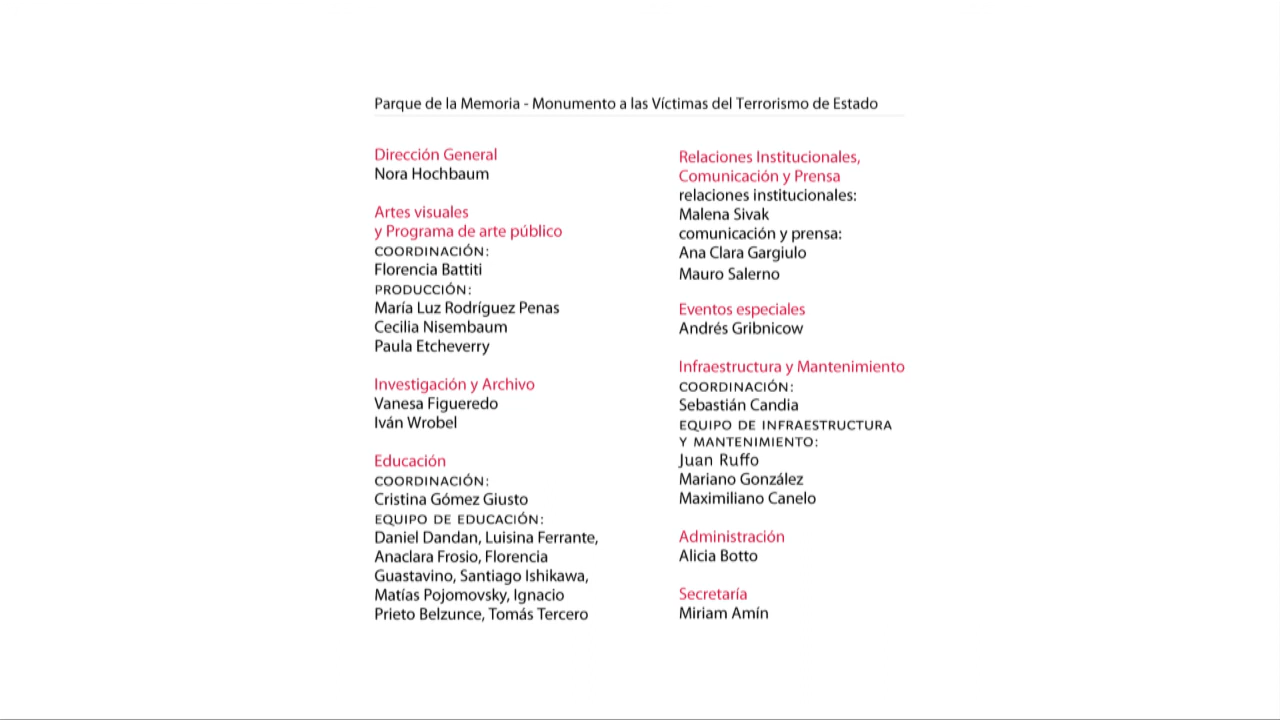 Parque de la Memoria - Monumento a las Víctimas del Terrorismo de Estado
Dirección General
Nora Hochbaum
Artes visuales
y Programa de arte público
COORDINACIÓN:
Florencia Battiti
PRODUCCIÓN:
María Luz Rodríguez Penas
Cecilia Nisembaum
Paula Etcheverry
Investigación y Archivo
Vanesa Figueredo
Iván Wrobel
Educación
COORDINACIÓN:
Cristina Gómez Giusto
EQUIPO DE EDUCACIÓN:
Daniel Dandan, Luisina Ferrante,
Anaclara Frosio, Florencia
Guastavino, Santiago Ishikawa,
Matías Pojomovsky, Ignacio
Prieto Belzunce, Tomás Tercero
Relaciones Institucionales,
Comunicación y Prensa
relaciones institucionales:
Malena Sivak
comunicación y prensa:
Ana Clara Gargiulo
Mauro Salerno
Eventos especiales
Andrés Gribnicow
Infraestructura y Mantenimiento
COORDINACIÓN:
Sebastián Candia
EQUIPO DE INFRAESTRUCTURA
Y MANTENIMIENTO:
Juan Ruffo
Mariano González
Maximiliano Canelo
Administración
Alicia Botto
Secretaría
Miriam Amín